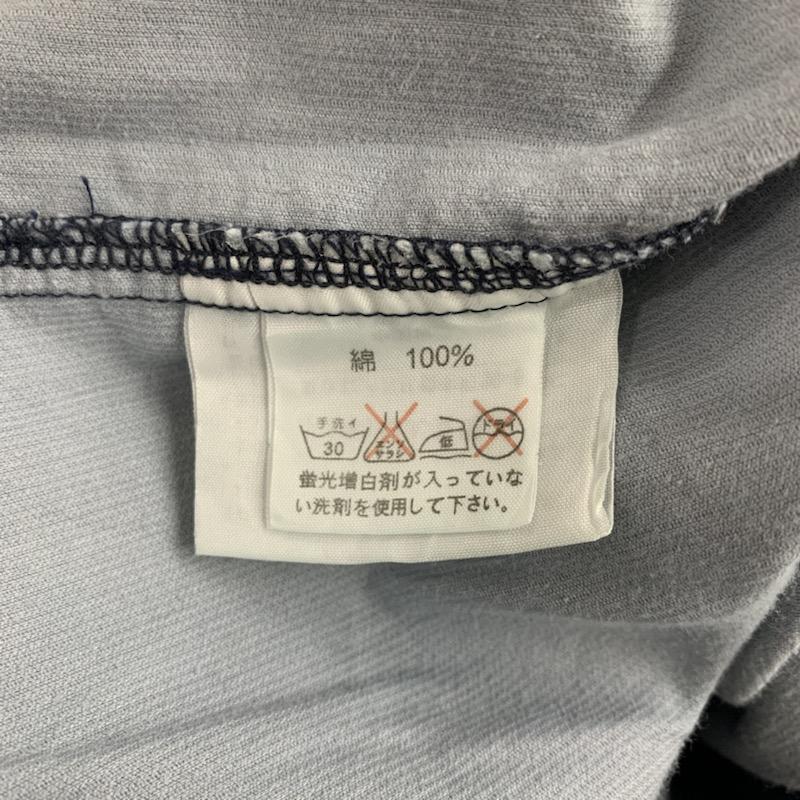 綿 100%
手洗イ 30 エンソ サラシ 低 ドライ
蛍光増白剤が入っていな
い洗剤を使用して下さい。